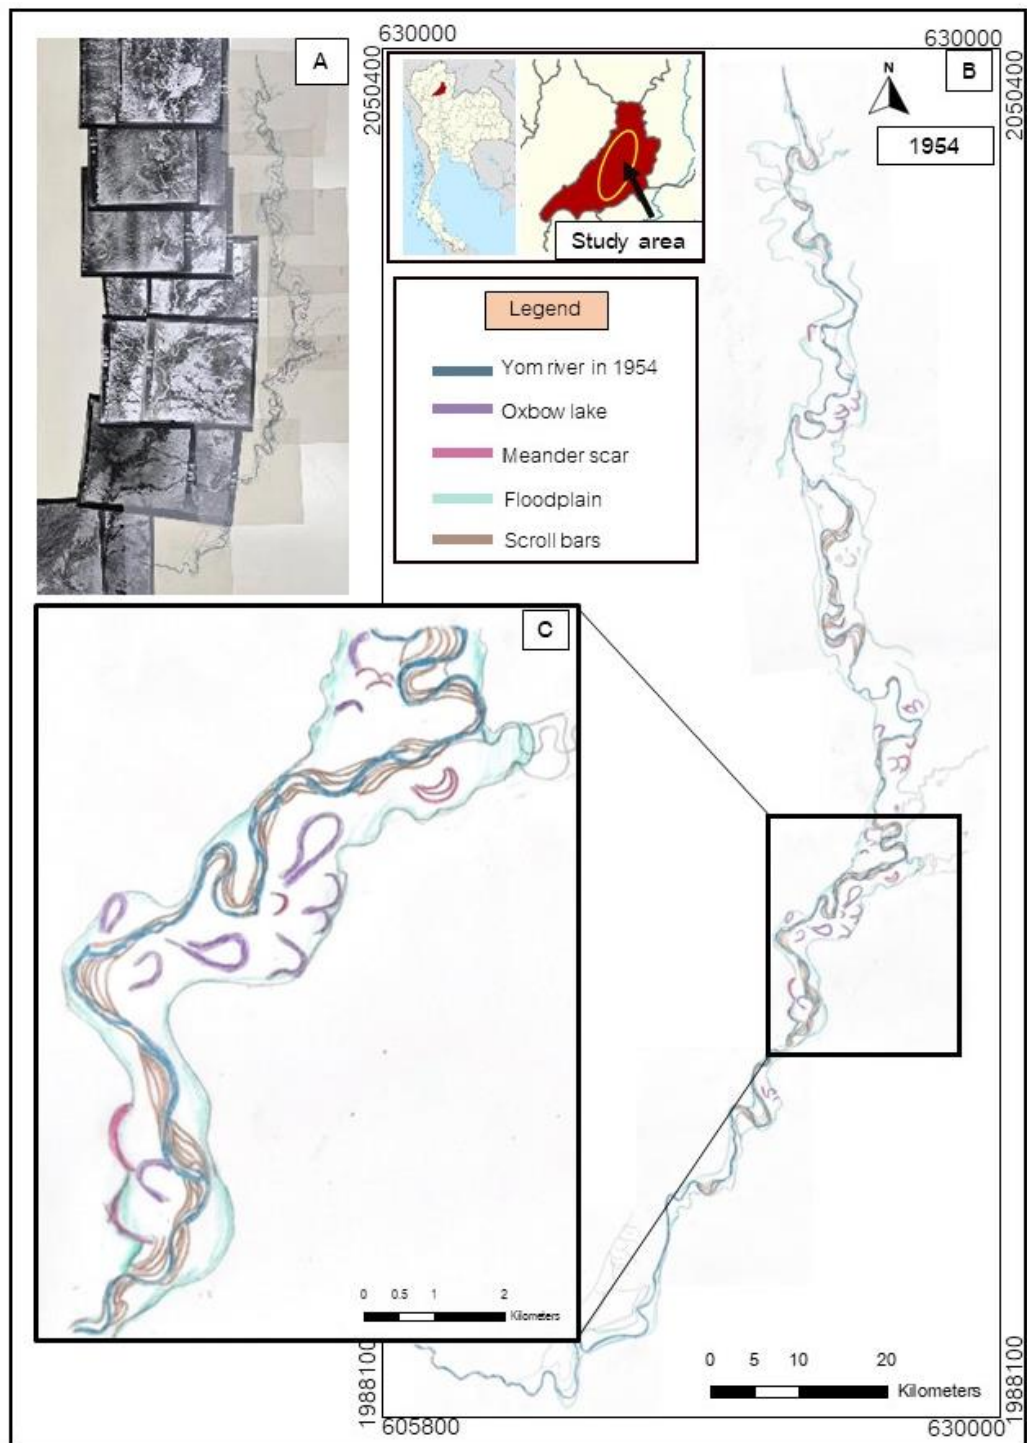 630000
630000
A
B
2050400
2050400
N
1954
Study area
Legend
Yom river in 1954
Oxbow lake
Meander scar
Floodplain
Scroll bars
C
0 0.5 1 2
Kilometers
0 5 10 20
Kilometers
1988100
1988100
605800
630000